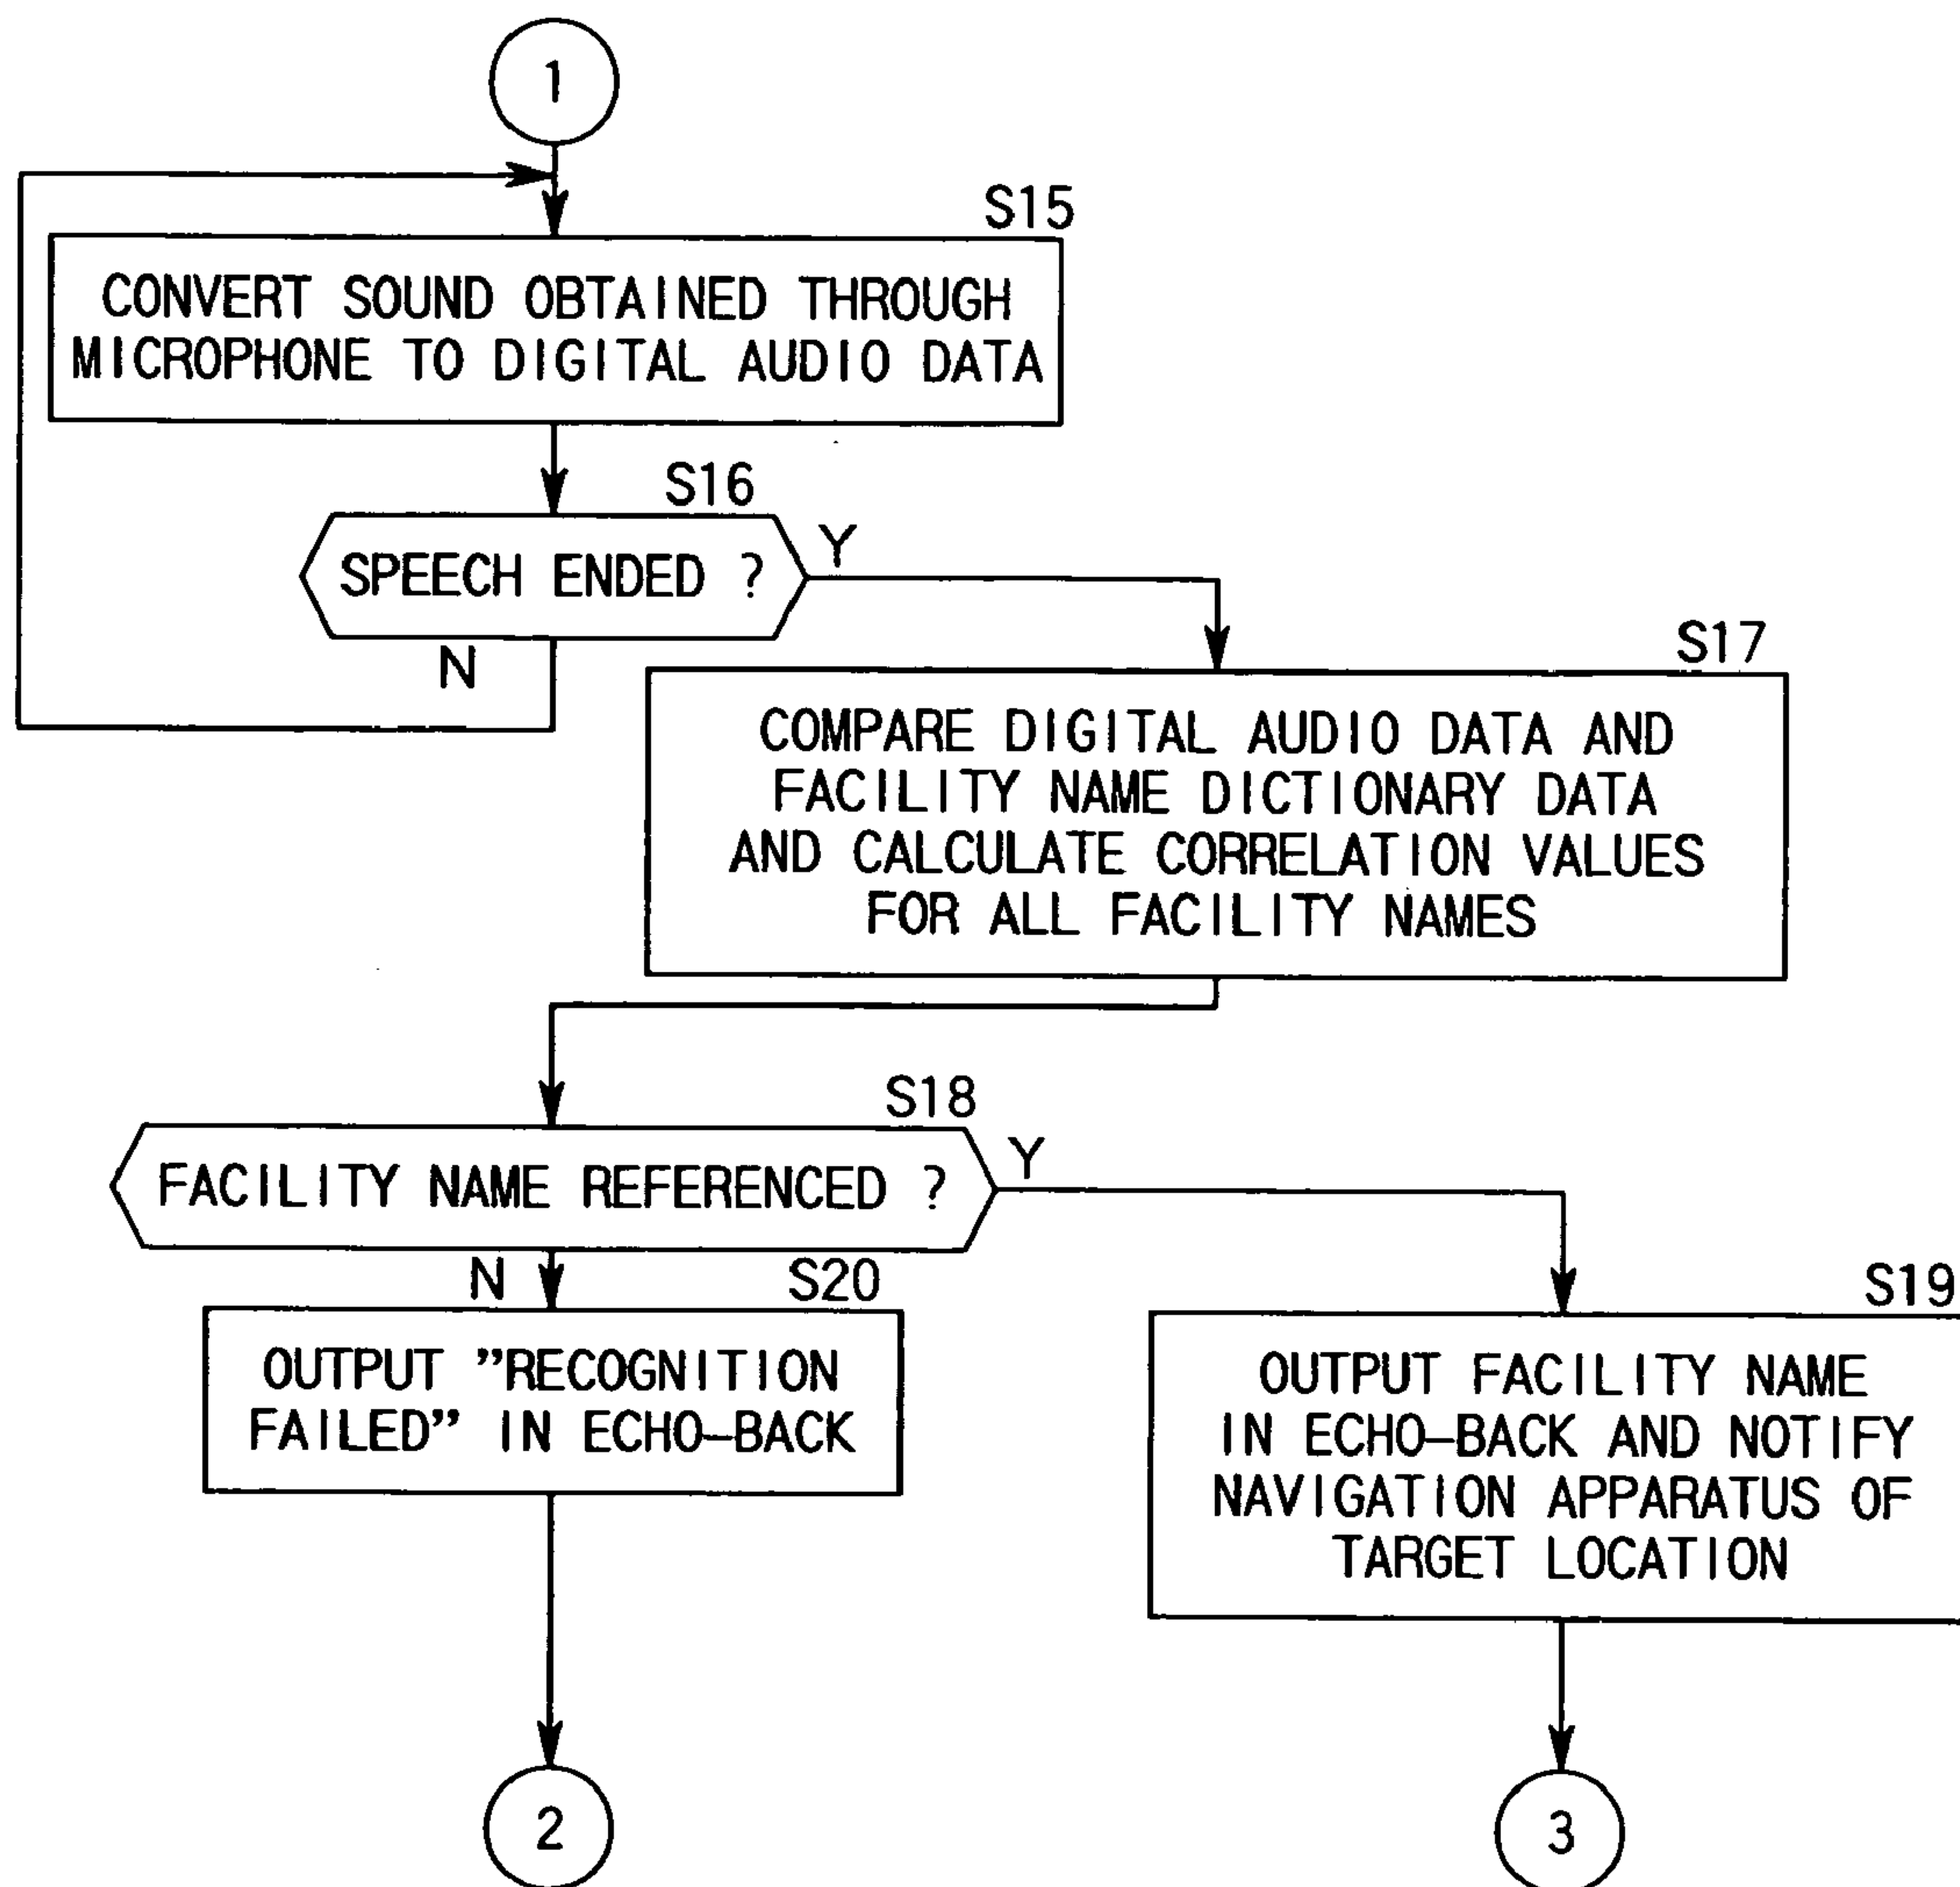 1
S15
CONVERT SOUND OBTAINED THROUGH
MICROPHONE TO DIGITAL AUDIO DATA
S16
SPEECH ENDED ?
Y
N
S17
COMPARE DIGITAL AUDIO DATA AND
FACILITY NAME DICTIONARY DATA
AND CALCULATE CORRELATION VALUES
FOR ALL FACILITY NAMES
S18
FACILITY NAME REFERENCED ?
Y
N
S20
OUTPUT ”RECOGNITION
FAILED” IN ECHO–BACK
S19
OUTPUT FACILITY NAME
IN ECHO–BACK AND NOTIFY
NAVIGATION APPARATUS OF
TARGET LOCATION
2
3